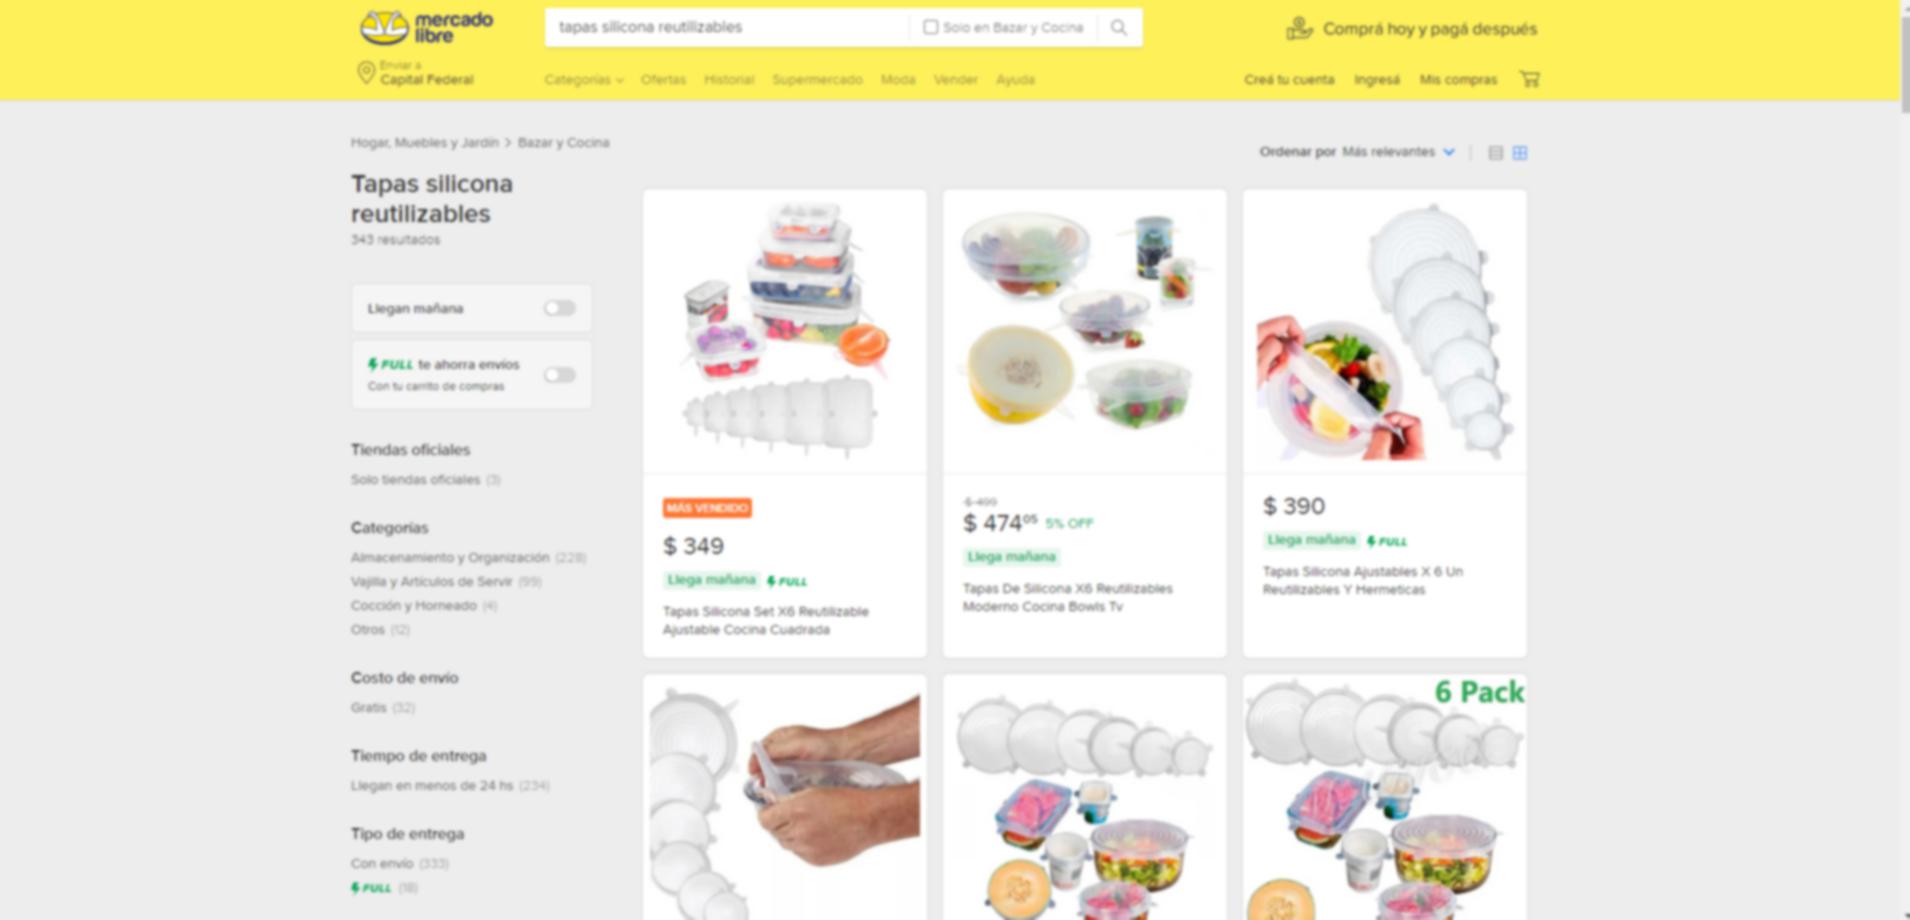 mercado
libre
tapas silicona reutilizables
Solo en Bazar y Cocina
Comprá hoy y pagá después
Enviar a
Capital Federal
Categorías
Ofertas
Historial
Supermercado
Moda
Vender
Ayuda
Creá tu cuenta
Ingresá
Mis compras
Hogar, Muebles y Jardín > Bazar y Cocina
Ordenar por Más relevantes
Tapas silicona
reutilizables
343 resultados
Llegan mañana
FULL te ahorra envíos
Con tu carrito de compras
Tiendas oficiales
Solo tiendas oficiales (3)
Categorías
Almacenamiento y Organización (228)
Vajilla y Artículos de Servir (99)
Cocción y Horneado (4)
Otros (12)
Costo de envío
Gratis (32)
Tiempo de entrega
Llegan en menos de 24 hs (234)
Tipo de entrega
Con envío (333)
FULL (18)
MÁS VENDIDO
$ 349
Llega mañana FULL
Tapas Silicona Set X6 Reutilizable
Ajustable Cocina Cuadrada
$ 499
$ 474 05 5% OFF
Llega mañana
Tapas De Silicona X6 Reutilizables
Moderno Cocina Bowls Tv
$ 390
Llega mañana FULL
Tapas Silicona Ajustables X 6 Un
Reutilizables Y Hermeticas
6 Pack